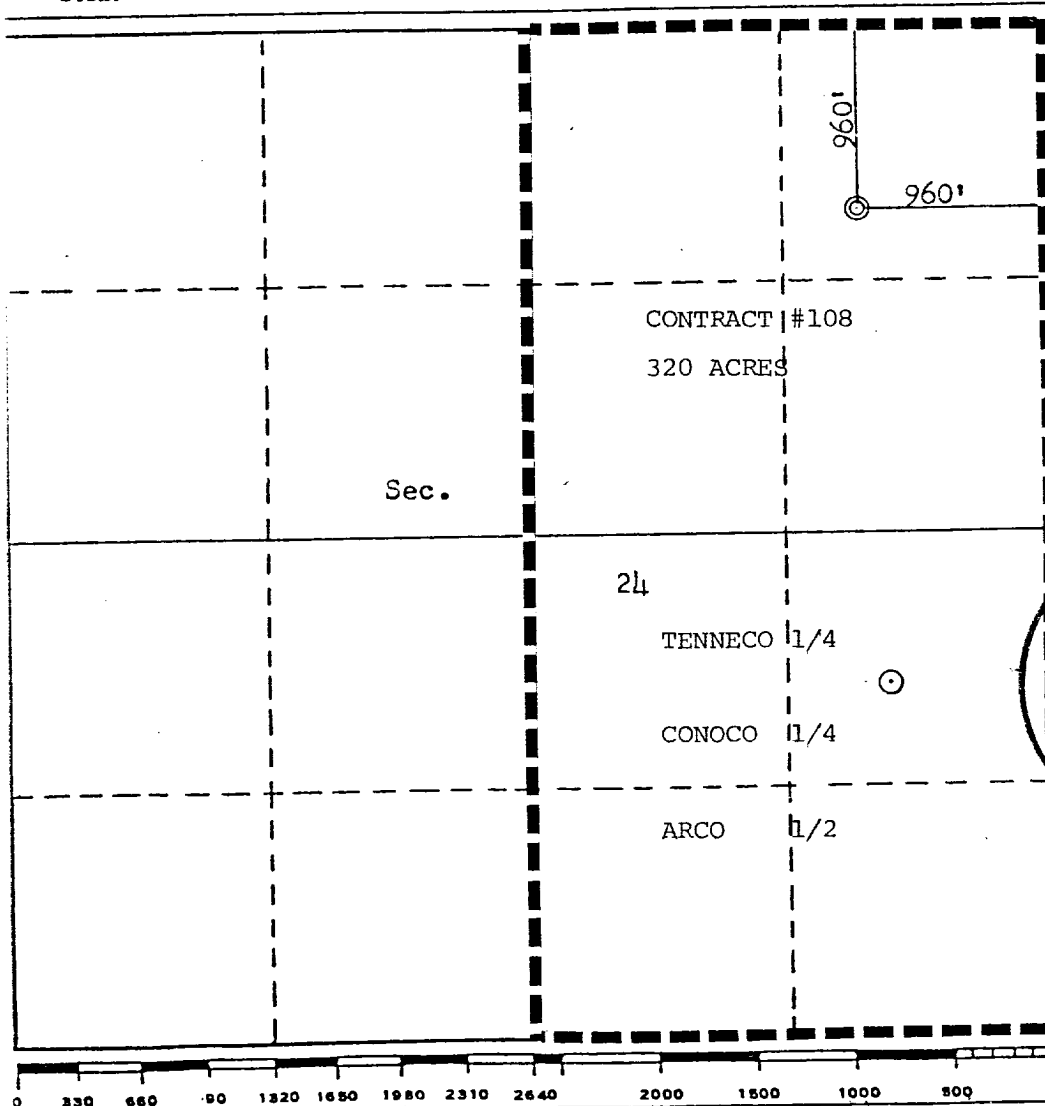 960'
960'
CONTRACT #108
320 ACRES
Sec.
24
TENNECO 1/4
CONOCO 1/4
ARCO 1/2
0 330 660 90 1320 1650 1980 2310 2640 2000 1500 1000 500